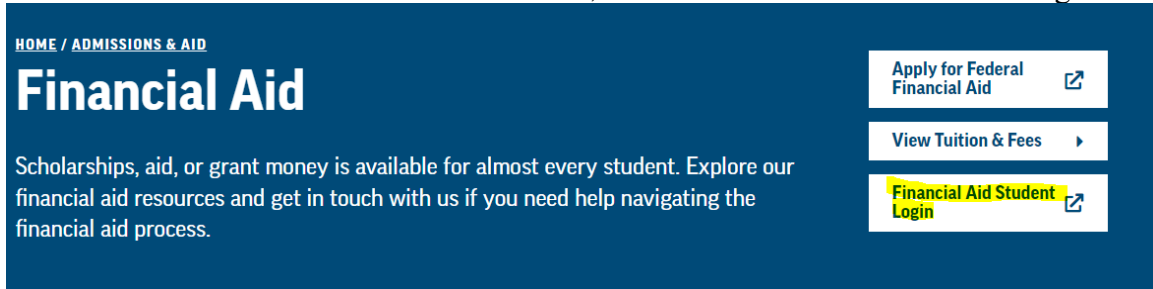 HOME / ADMISSIONS & AID
Financial Aid
Scholarships, aid, or grant money is available for almost every student. Explore our
financial aid resources and get in touch with us if you need help navigating the
financial aid process.
Apply for Federal
Financial Aid
View Tuition & Fees
Financial Aid Student
Login